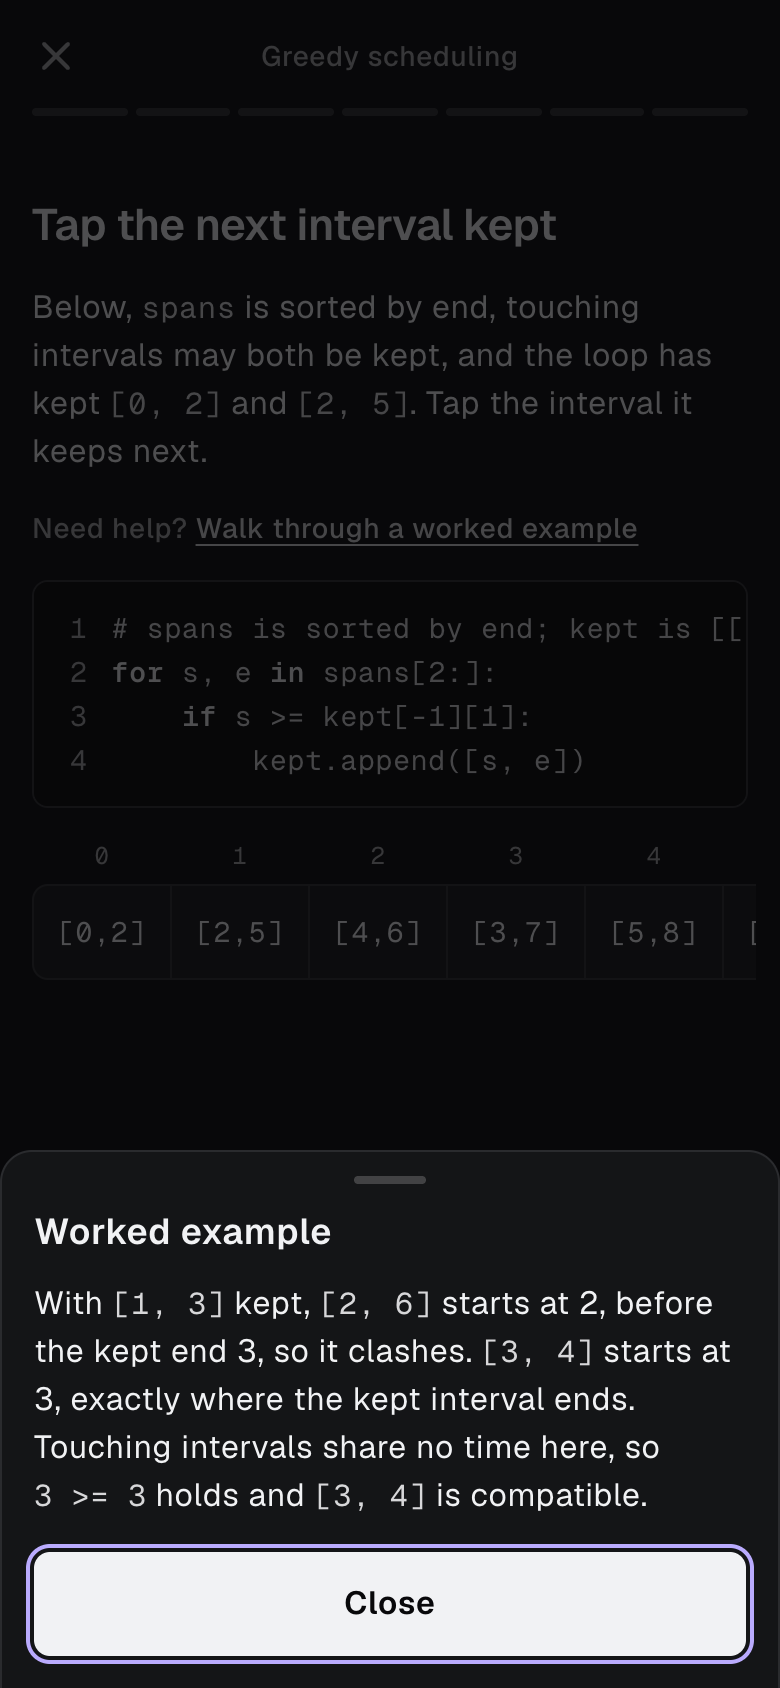 Greedy scheduling
Tap the next interval kept
Below, spans is sorted by end, touching
intervals may both be kept, and the loop has
kept [0, 2] and [2, 5]. Tap the interval it
keeps next.
Need help? Walk through a worked example
1 # spans is sorted by end; kept is [[
2 for s, e in spans[2:]:
3     if s >= kept[-1][1]:
4         kept.append([s, e])
0 1 2 3 4
[0,2] [2,5] [4,6] [3,7] [5,8] [
Worked example
With [1, 3] kept, [2, 6] starts at 2, before
the kept end 3, so it clashes. [3, 4] starts at
3, exactly where the kept interval ends.
Touching intervals share no time here, so
3 >= 3 holds and [3, 4] is compatible.
Close